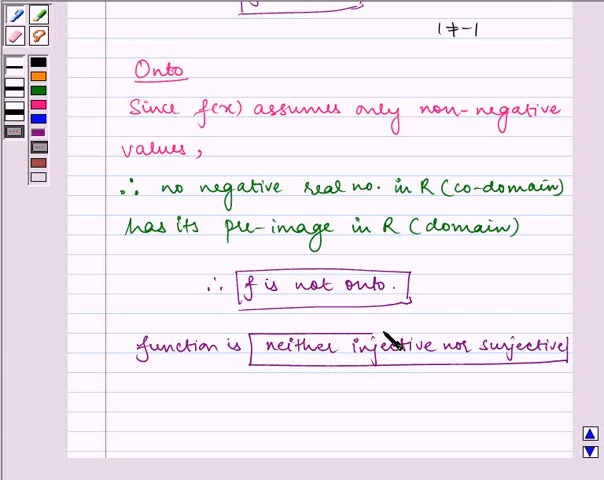 1 ≠ -1
Onto
Since f(x) assumes only non-negative
values,
∴ no negative real no. in R (co-domain)
has its pre-image in R (domain)
∴ f is not onto.
function is neither injective nor surjective